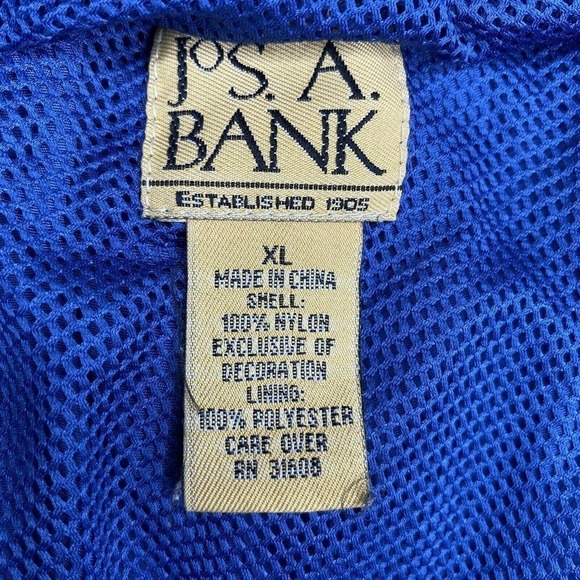 JOS. A.
BANK
ESTABLISHED 1905
XL
MADE IN CHINA
SHELL:
100% NYLON
EXCLUSIVE OF
DECORATION
LINING:
100% POLYESTER
CARE OVER
RN 31608